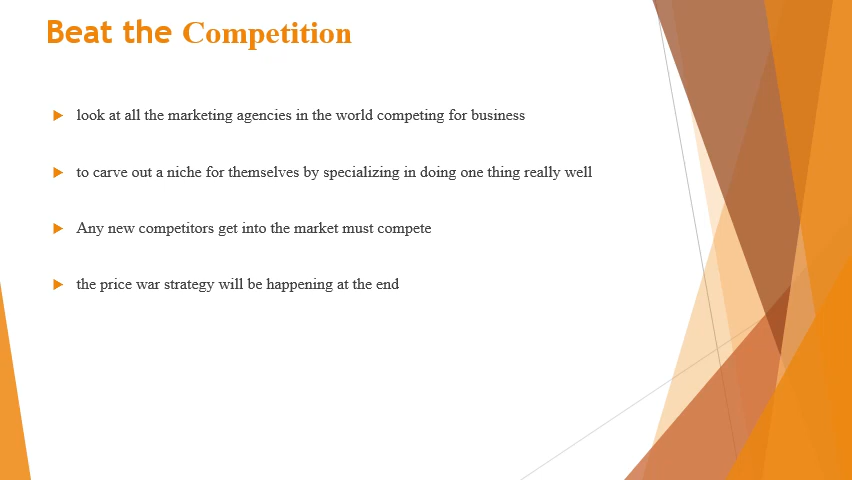 Beat the Competition
look at all the marketing agencies in the world competing for business
to carve out a niche for themselves by specializing in doing one thing really well
Any new competitors get into the market must compete
the price war strategy will be happening at the end